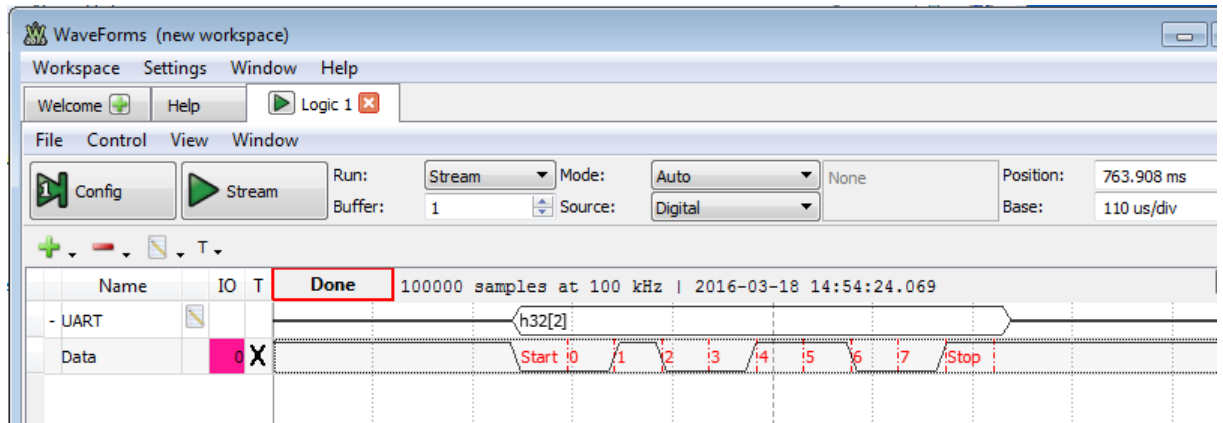 WaveForms (new workspace)
Workspace Settings Window Help
Welcome Help Logic 1
File Control View Window
1 Config Stream Run: Stream Mode: Auto None Position: 763.908 ms
Buffer: 1 Source: Digital Base: 110 us/div
T
Name IO T Done 100000 samples at 100 kHz | 2016-03-18 14:54:24.069
- UART h32[2]
Data 0 X Start 0 1 2 3 4 5 6 7 Stop